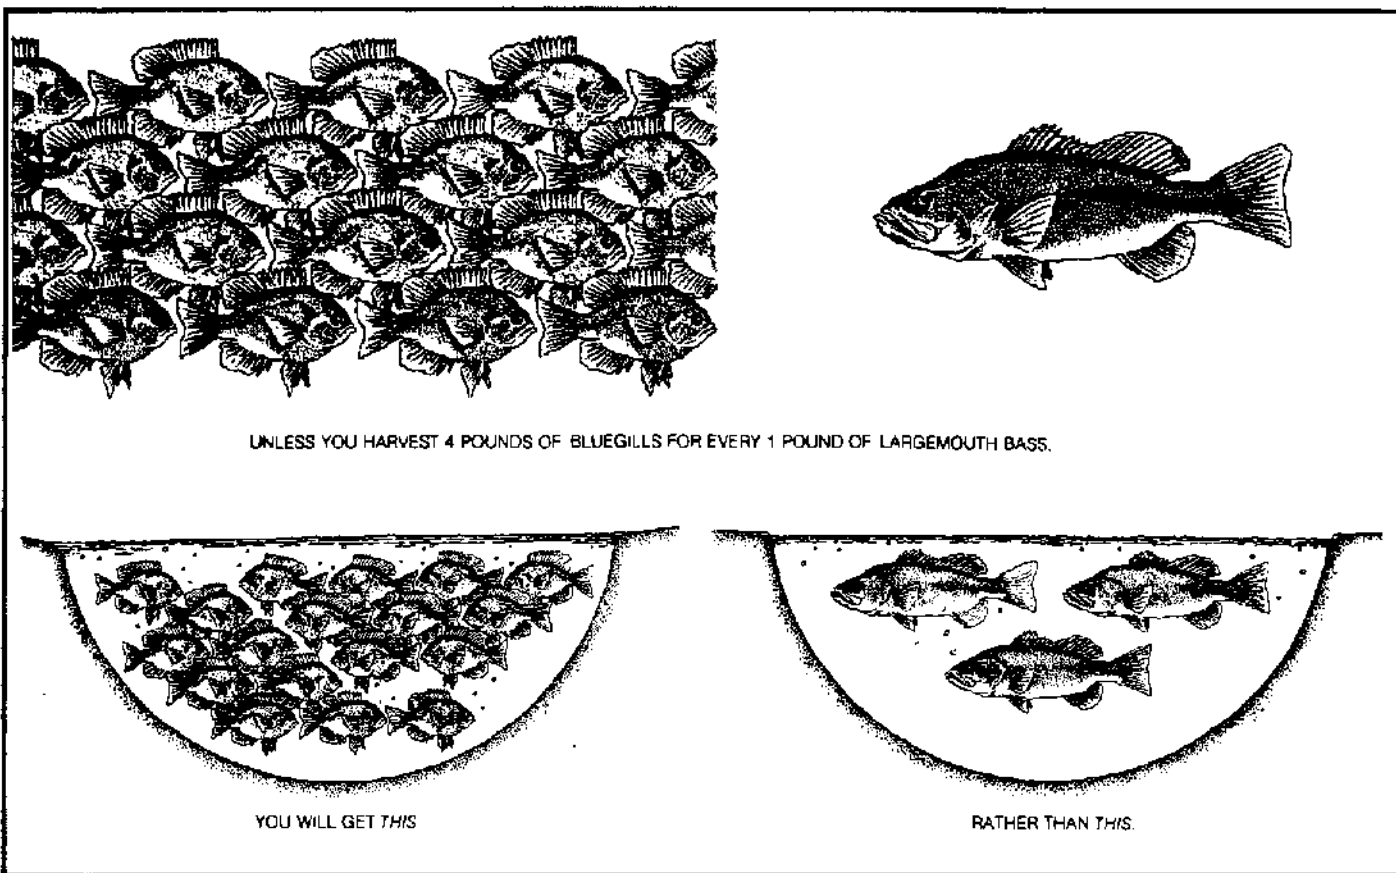 UNLESS YOU HARVEST 4 POUNDS OF BLUEGILLS FOR EVERY 1 POUND OF LARGEMOUTH BASS,
YOU WILL GET THIS
RATHER THAN THIS.